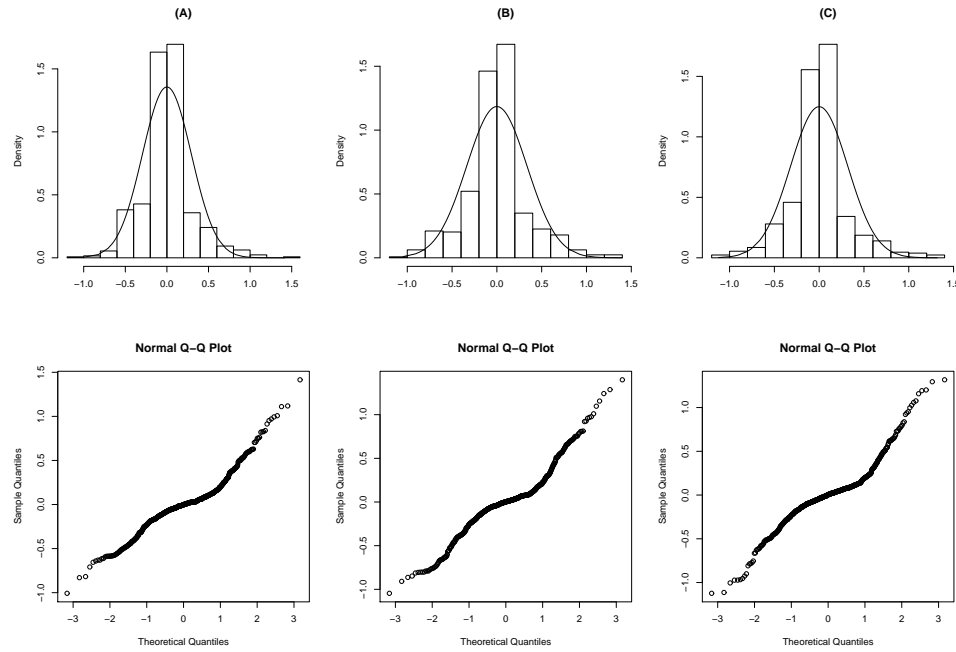 (A)
Density
0.0 0.5 1.0 1.5
−1.0 −0.5 0.0 0.5 1.0 1.5
(B)
Density
0.0 0.5 1.0 1.5
−1.0 −0.5 0.0 0.5 1.0 1.5
(C)
Density
0.0 0.5 1.0 1.5
−1.0 −0.5 0.0 0.5 1.0 1.5
Normal Q−Q Plot
Sample Quantiles
−1.0 −0.5 0.0 0.5 1.0 1.5
−3 −2 −1 0 1 2 3
Theoretical Quantiles
Normal Q−Q Plot
Sample Quantiles
−1.0 −0.5 0.0 0.5 1.0
−3 −2 −1 0 1 2 3
Theoretical Quantiles
Normal Q−Q Plot
Sample Quantiles
−1.0 −0.5 0.0 0.5 1.0
−3 −2 −1 0 1 2 3
Theoretical Quantiles